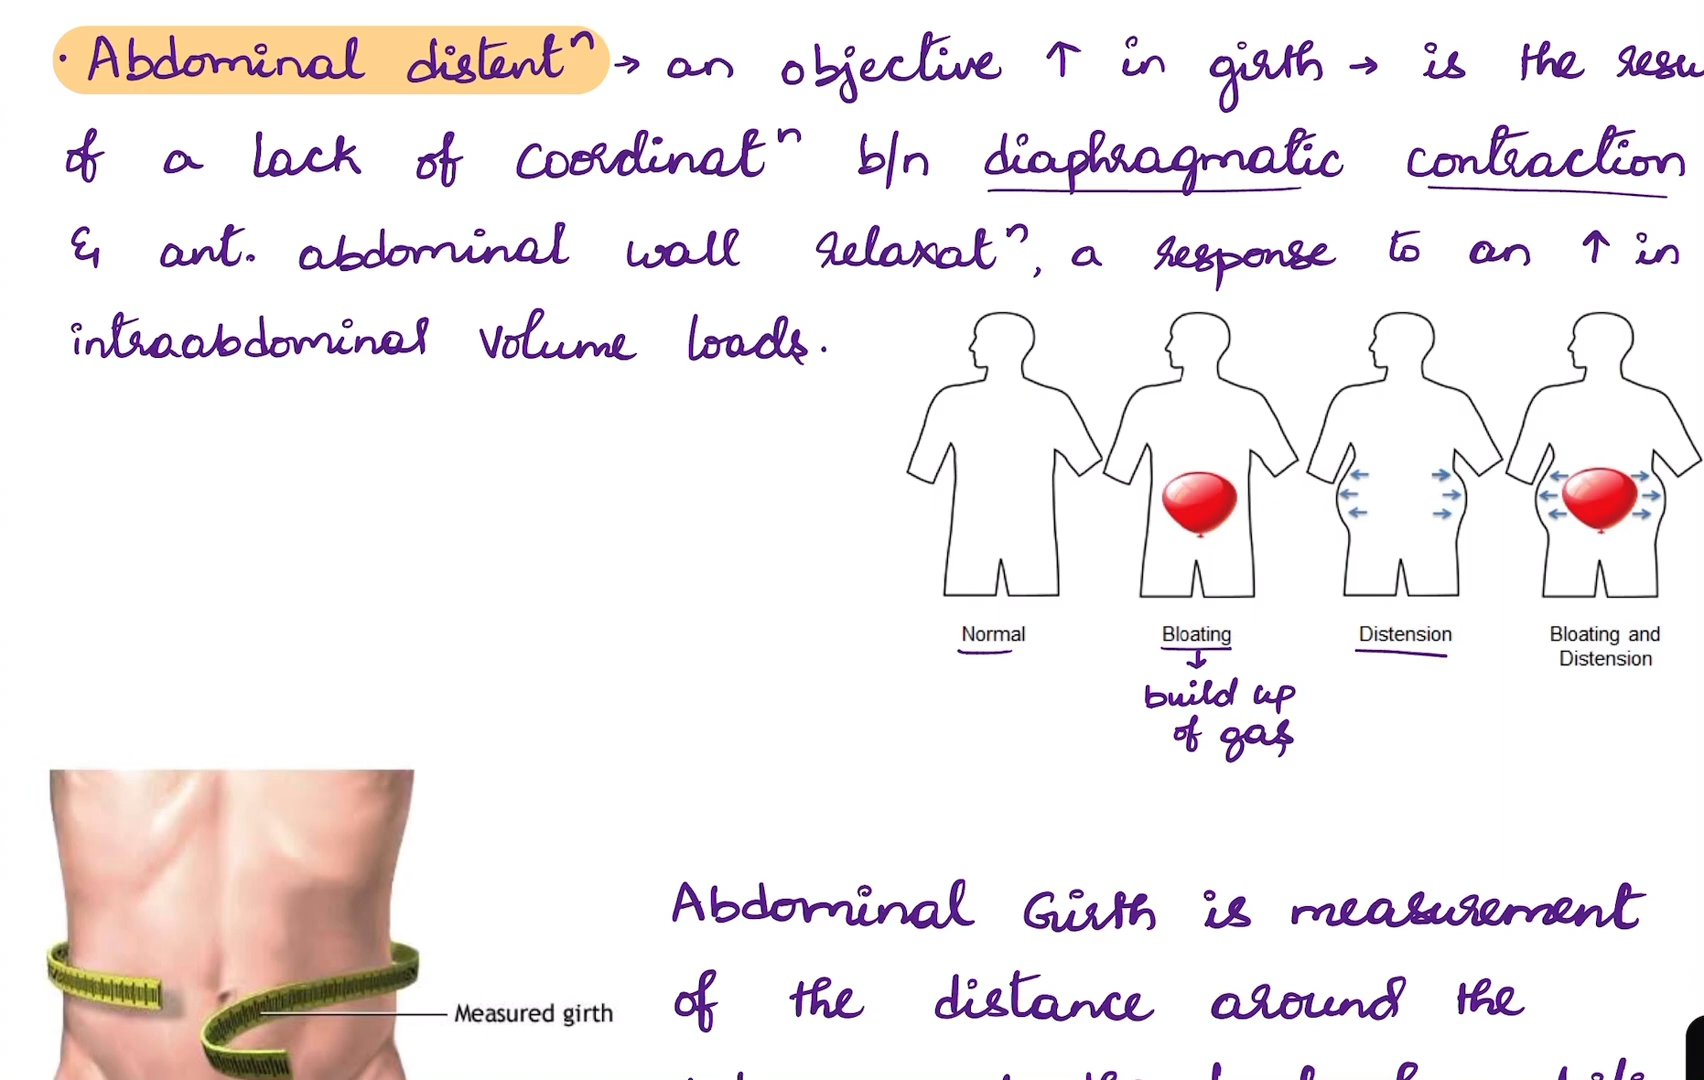 · Abdominal distentⁿ → an objective ↑ in girth → is the resu
of a lack of coordinatⁿ b/n diaphragmatic contraction
& ant. abdominal wall relaxatⁿ, a response to an ↑ in
intraabdominal volume loads.
Normal
Bloating
Distension
Bloating and
Distension
↓
build up
of gas
Measured girth
Abdominal Girth is measurement
of the distance around the